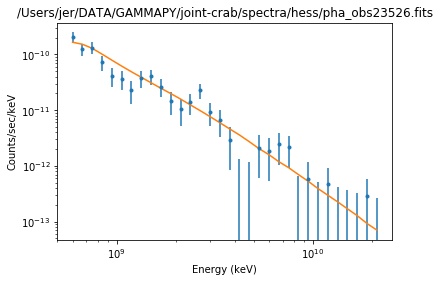 /Users/jer/DATA/GAMMAPY/joint-crab/spectra/hess/pha_obs23526.fits
10⁻¹⁰
10⁻¹¹
10⁻¹²
10⁻¹³
Counts/sec/keV
10⁹
10¹⁰
Energy (keV)